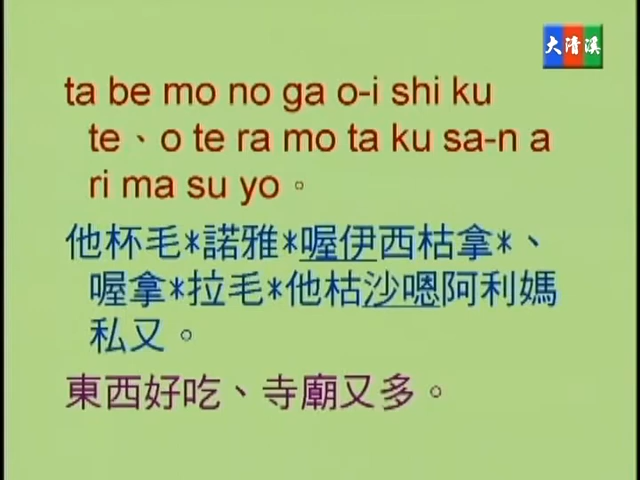 大清溪
ta be mo no ga o-i shi ku
te、o te ra mo ta ku sa-n a
ri ma su yo。
他杯毛*諾雅*喔伊西枯拿*、
喔拿*拉毛*他枯沙嗯阿利媽
私又。
東西好吃、寺廟又多。